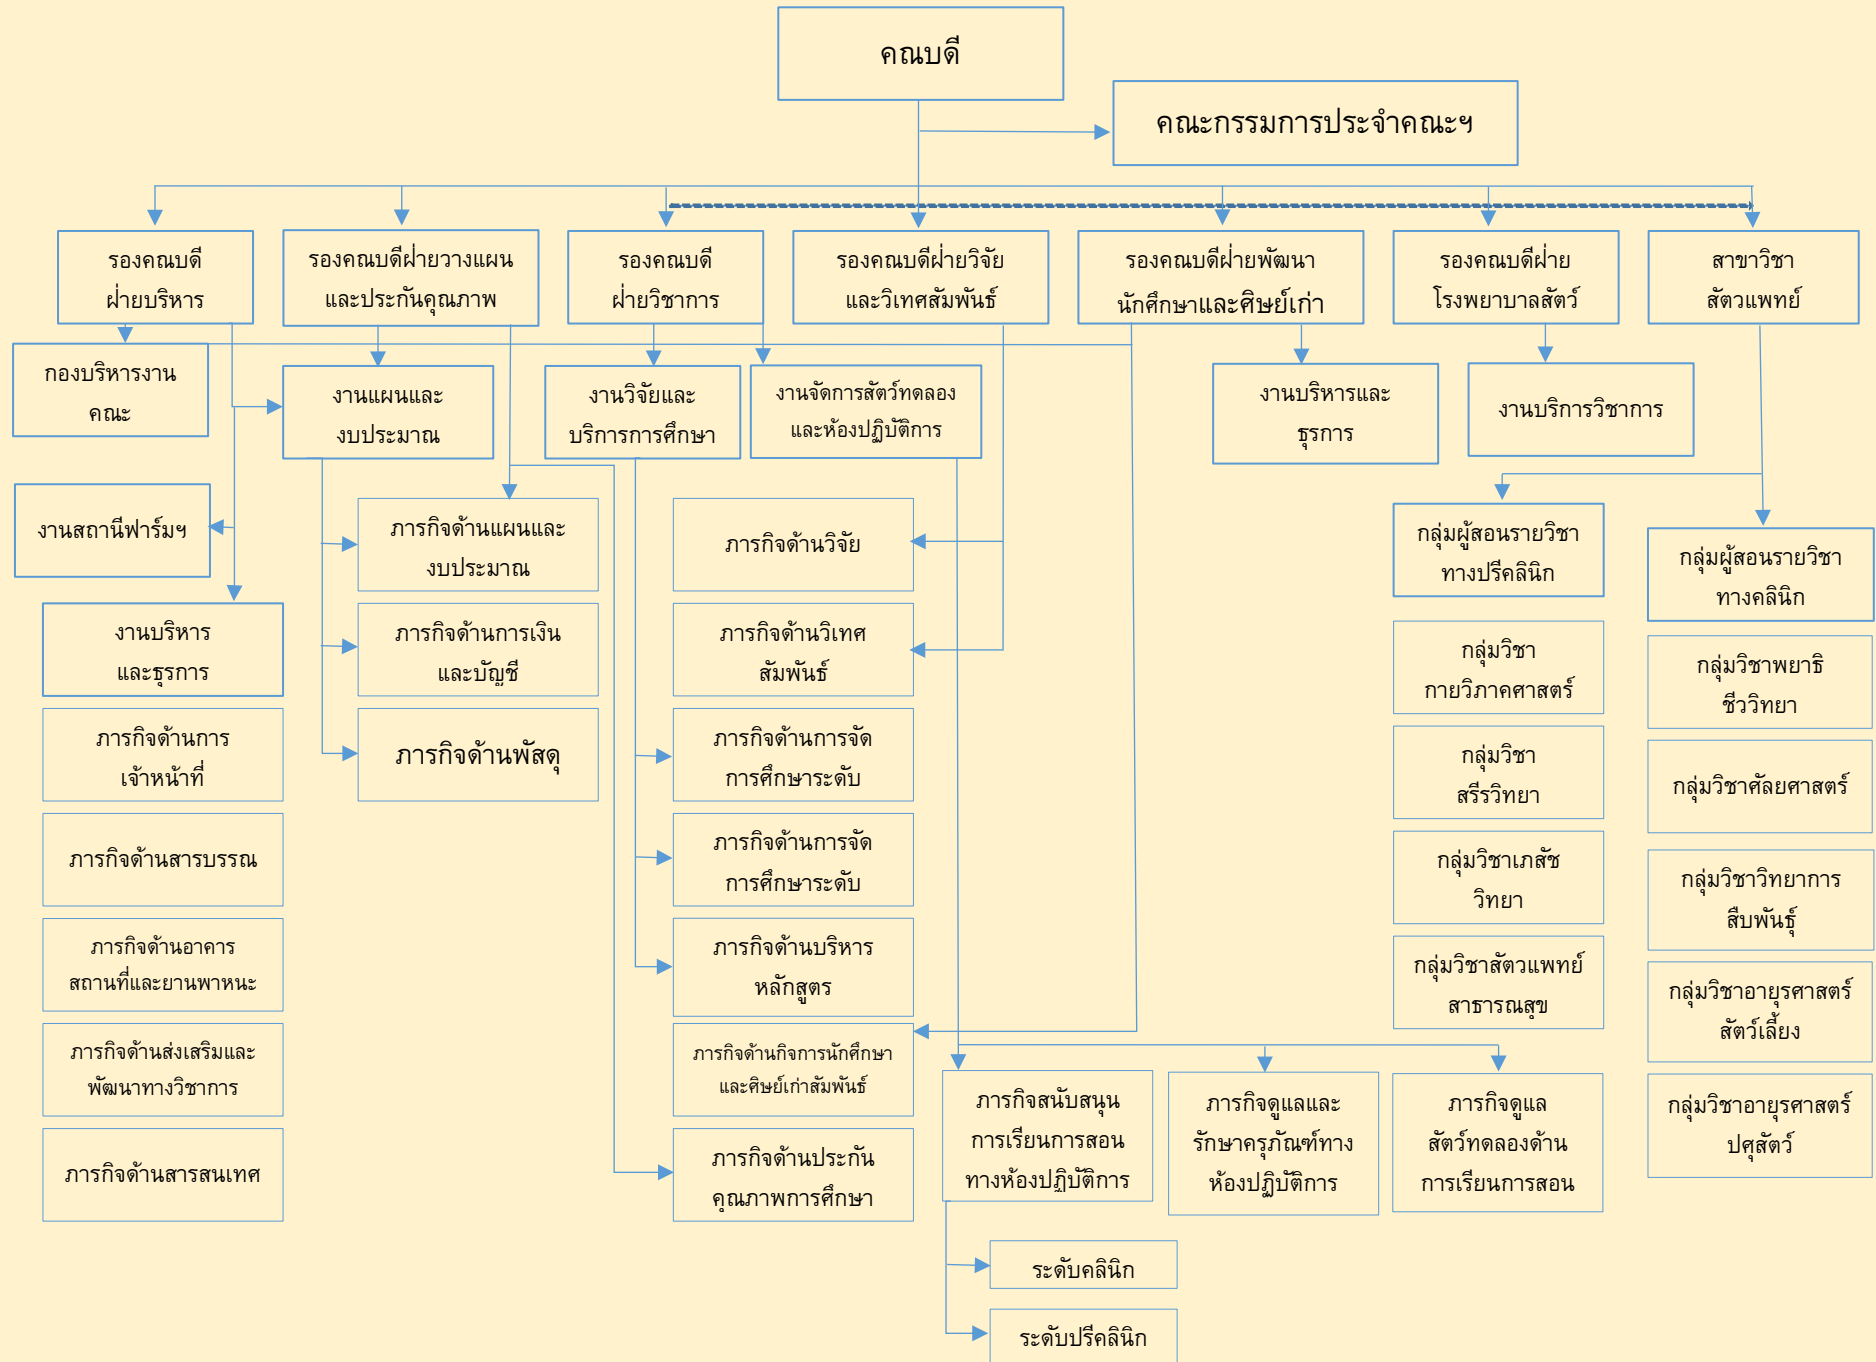 คณบดี
คณะกรรมการประจำคณะฯ
รองคณบดี
ฝ่ายบริหาร
รองคณบดีฝ่ายวางแผน
และประกันคุณภาพ
รองคณบดี
ฝ่ายวิชาการ
รองคณบดีฝ่ายวิจัย
และวิเทศสัมพันธ์
รองคณบดีฝ่ายพัฒนา
นักศึกษาและศิษย์เก่า
รองคณบดีฝ่าย
โรงพยาบาลสัตว์
สาขาวิชา
สัตวแพทย์
กองบริหารงาน
คณะ
งานแผนและ
งบประมาณ
งานวิจัยและ
บริการการศึกษา
งานจัดการสัตว์ทดลอง
และห้องปฏิบัติการ
งานบริหารและ
ธุรการ
งานบริการวิชาการ
งานสถานีฟาร์มฯ
งานบริหาร
และธุรการ
ภารกิจด้านการ
เจ้าหน้าที่
ภารกิจด้านสารบรรณ
ภารกิจด้านอาคาร
สถานที่และยานพาหนะ
ภารกิจด้านส่งเสริมและ
พัฒนาทางวิชาการ
ภารกิจด้านสารสนเทศ
ภารกิจด้านแผนและ
งบประมาณ
ภารกิจด้านการเงิน
และบัญชี
ภารกิจด้านพัสดุ
ภารกิจด้านวิจัย
ภารกิจด้านวิเทศ
สัมพันธ์
ภารกิจด้านการจัด
การศึกษาระดับ
ภารกิจด้านการจัด
การศึกษาระดับ
ภารกิจด้านบริหาร
หลักสูตร
ภารกิจด้านกิจการนักศึกษา
และศิษย์เก่าสัมพันธ์
ภารกิจด้านประกัน
คุณภาพการศึกษา
ภารกิจสนับสนุน
การเรียนการสอน
ทางห้องปฏิบัติการ
ภารกิจดูแลและ
รักษาครุภัณฑ์ทาง
ห้องปฏิบัติการ
ภารกิจดูแล
สัตว์ทดลองด้าน
การเรียนการสอน
ระดับคลินิก
ระดับปรีคลินิก
กลุ่มผู้สอนรายวิชา
ทางปรีคลินิก
กลุ่มวิชา
กายวิภาคศาสตร์
กลุ่มวิชา
สรีรวิทยา
กลุ่มวิชาเภสัช
วิทยา
กลุ่มวิชาสัตวแพทย์
สาธารณสุข
กลุ่มผู้สอนรายวิชา
ทางคลินิก
กลุ่มวิชาพยาธิ
ชีววิทยา
กลุ่มวิชาศัลยศาสตร์
กลุ่มวิชาวิทยาการ
สืบพันธุ์
กลุ่มวิชาอายุรศาสตร์
สัตว์เลี้ยง
กลุ่มวิชาอายุรศาสตร์
ปศุสัตว์